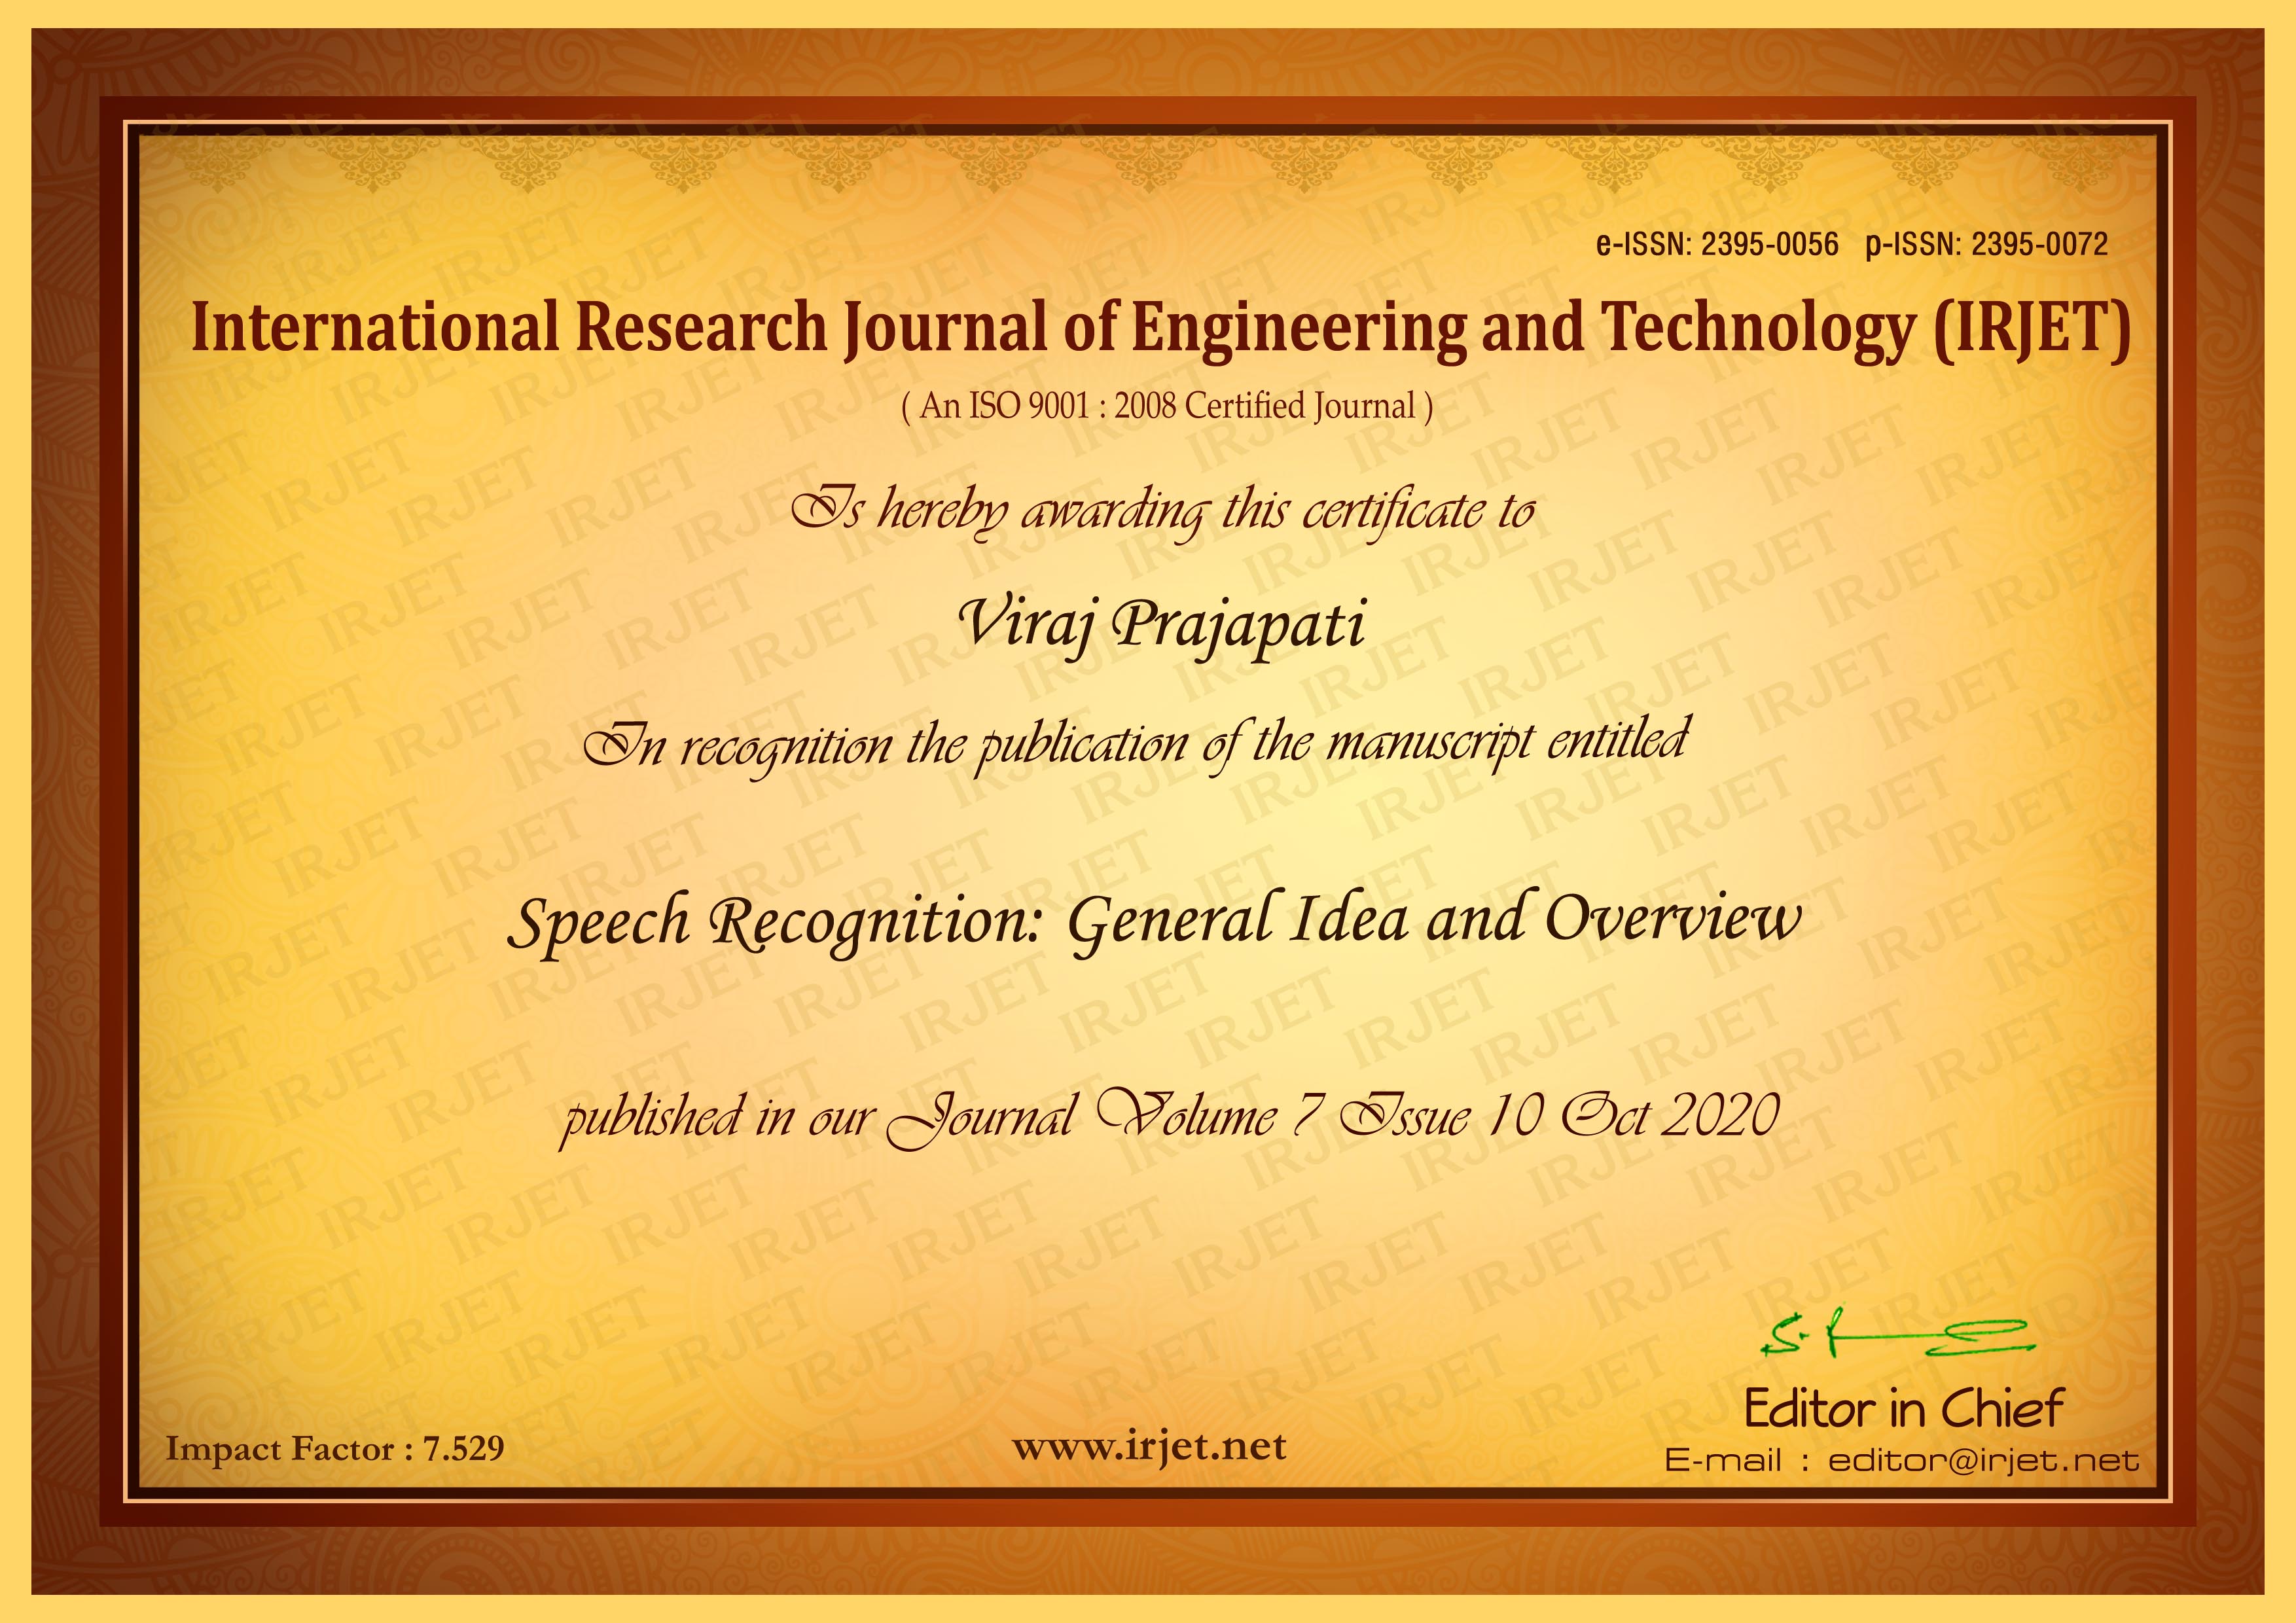 e-ISSN: 2395-0056 p-ISSN: 2395-0072
International Research Journal of Engineering and Technology (IRJET)
( An ISO 9001 : 2008 Certified Journal )
Is hereby awarding this certificate to
Viraj Prajapati
In recognition the publication of the manuscript entitled
Speech Recognition: General Idea and Overview
published in our Journal Volume 7 Issue 10 Oct 2020
Editor in Chief
Impact Factor : 7.529
www.irjet.net
E-mail : editor@irjet.net